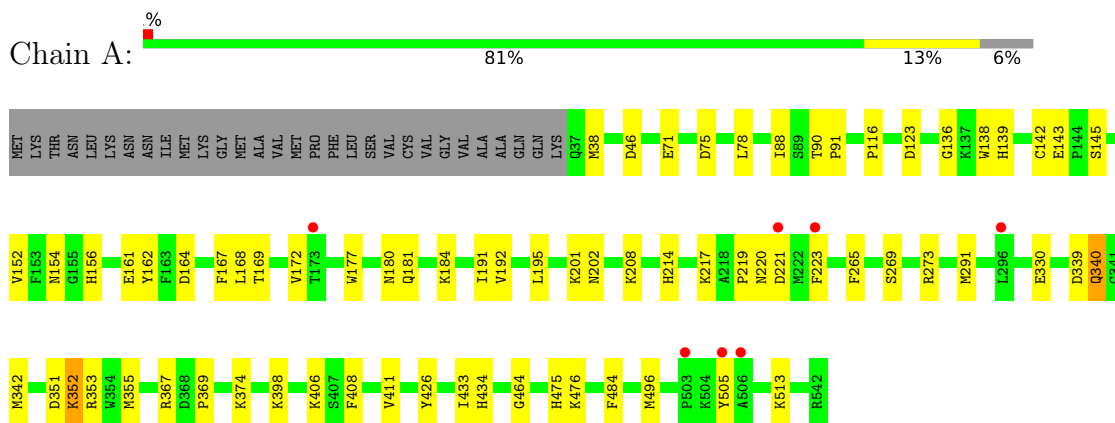 .%
Chain A:
81% 13% 6%
MET LYS THR ASN LEU LYS ASN ASN ILE MET LYS GLY MET ALA VAL MET PRO PHE LEU SER VAL CYS VAL GLY VAL ALA ALA GLN GLN LYS Q37 M38 D46 E71 D75 L78 I88 S89 T90 P91 P116 D123 G136 K137 W138 H139 C142 E143 P144 S145
V152 F153 N154 G155 H156 E161 Y162 F163 D164 F167 L168 T169 V172 T173 W177 N180 Q181 K184 I191 V192 L195 K201 N202 K208 H214 K217 A218 P219 N220 D221 M222 F223 F265 S269 R273 M291 L296 E330 D339 Q340 G341
M342 D351 K352 R353 W354 M355 R367 D368 P369 K374 K398 K406 S407 F408 V411 Y426 I433 H434 G464 H475 K476 F484 M496 P503 K504 Y505 A506 K513 R542